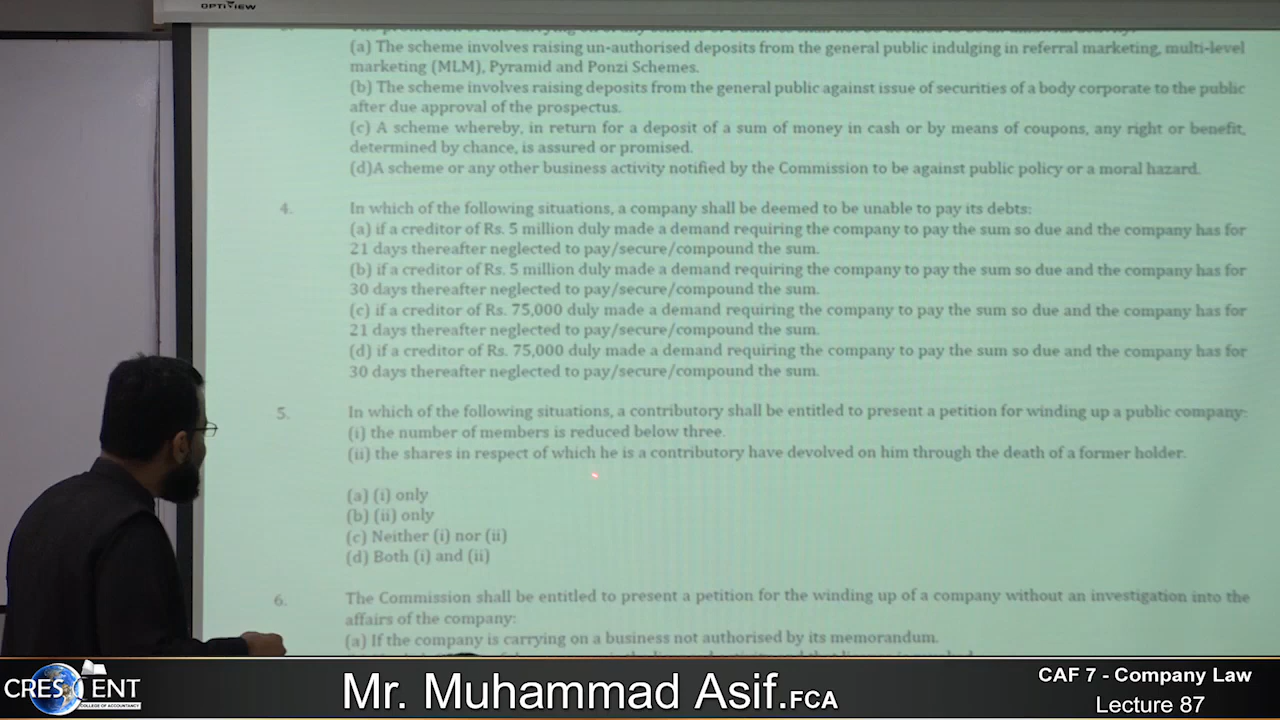 OPTIVIEW
(a) The scheme involves raising un-authorised deposits from the general public indulging in referral marketing, multi-level
marketing (MLM), Pyramid and Ponzi Schemes.
(b) The scheme involves raising deposits from the general public against issue of securities of a body corporate to the public
after due approval of the prospectus.
(c) A scheme whereby, in return for a deposit of a sum of money in cash or by means of coupons, any right or benefit,
determined by chance, is assured or promised.
(d)A scheme or any other business activity notified by the Commission to be against public policy or a moral hazard.
4. In which of the following situations, a company shall be deemed to be unable to pay its debts:
(a) if a creditor of Rs. 5 million duly made a demand requiring the company to pay the sum so due and the company has for
21 days thereafter neglected to pay/secure/compound the sum.
(b) if a creditor of Rs. 5 million duly made a demand requiring the company to pay the sum so due and the company has for
30 days thereafter neglected to pay/secure/compound the sum.
(c) if a creditor of Rs. 75,000 duly made a demand requiring the company to pay the sum so due and the company has for
21 days thereafter neglected to pay/secure/compound the sum.
(d) if a creditor of Rs. 75,000 duly made a demand requiring the company to pay the sum so due and the company has for
30 days thereafter neglected to pay/secure/compound the sum.
5. In which of the following situations, a contributory shall be entitled to present a petition for winding up a public company:
(i) the number of members is reduced below three.
(ii) the shares in respect of which he is a contributory have devolved on him through the death of a former holder.
(a) (i) only
(b) (ii) only
(c) Neither (i) nor (ii)
(d) Both (i) and (ii)
6. The Commission shall be entitled to present a petition for the winding up of a company without an investigation into the
affairs of the company:
(a) If the company is carrying on a business not authorised by its memorandum.
CRESCENT
COLLEGE OF ACCOUNTANCY
Mr. Muhammad Asif.FCA
CAF 7 - Company Law
Lecture 87